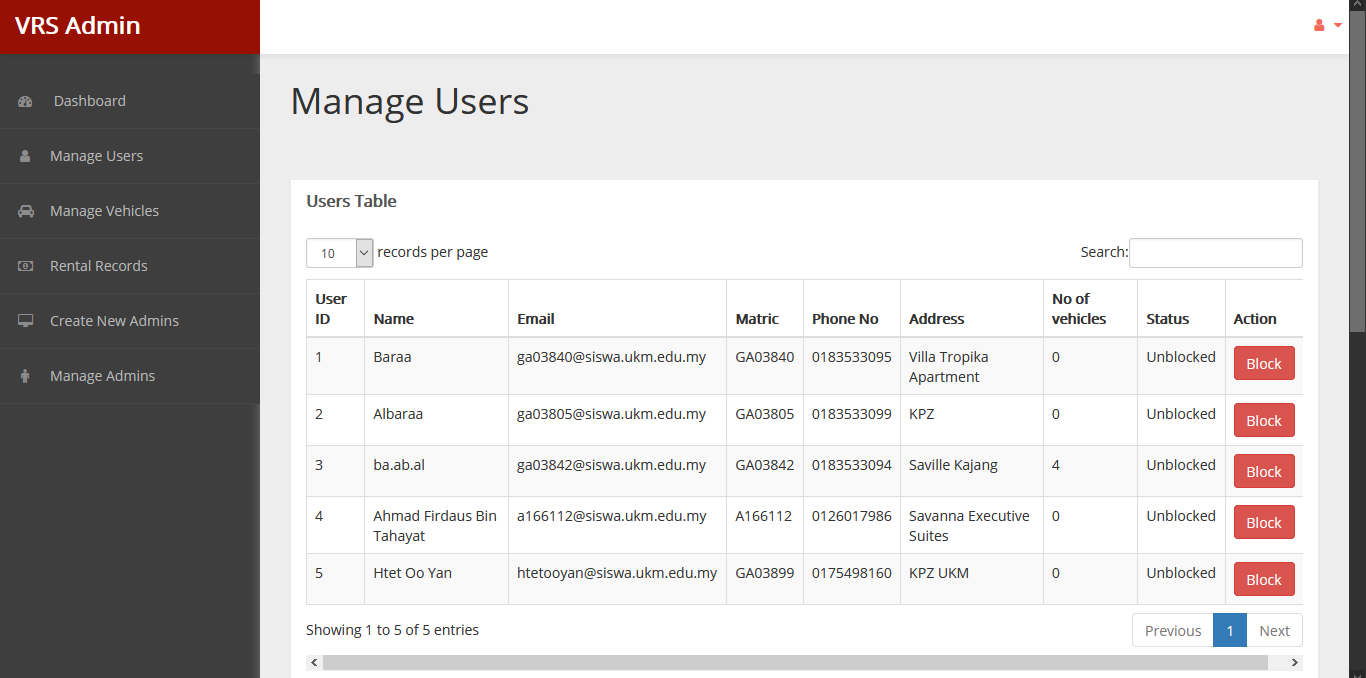 VRS Admin
Dashboard
Manage Users
Manage Vehicles
Rental Records
Create New Admins
Manage Admins
Manage Users
Users Table
10 records per page Search:
User ID Name Email Matric Phone No Address No of vehicles Status Action
1 Baraa ga03840@siswa.ukm.edu.my GA03840 0183533095 Villa Tropika Apartment 0 Unblocked Block
2 Albaraa ga03805@siswa.ukm.edu.my GA03805 0183533099 KPZ 0 Unblocked Block
3 ba.ab.al ga03842@siswa.ukm.edu.my GA03842 0183533094 Saville Kajang 4 Unblocked Block
4 Ahmad Firdaus Bin Tahayat a166112@siswa.ukm.edu.my A166112 0126017986 Savanna Executive Suites 0 Unblocked Block
5 Htet Oo Yan htetooyan@siswa.ukm.edu.my GA03899 0175498160 KPZ UKM 0 Unblocked Block
Showing 1 to 5 of 5 entries Previous 1 Next